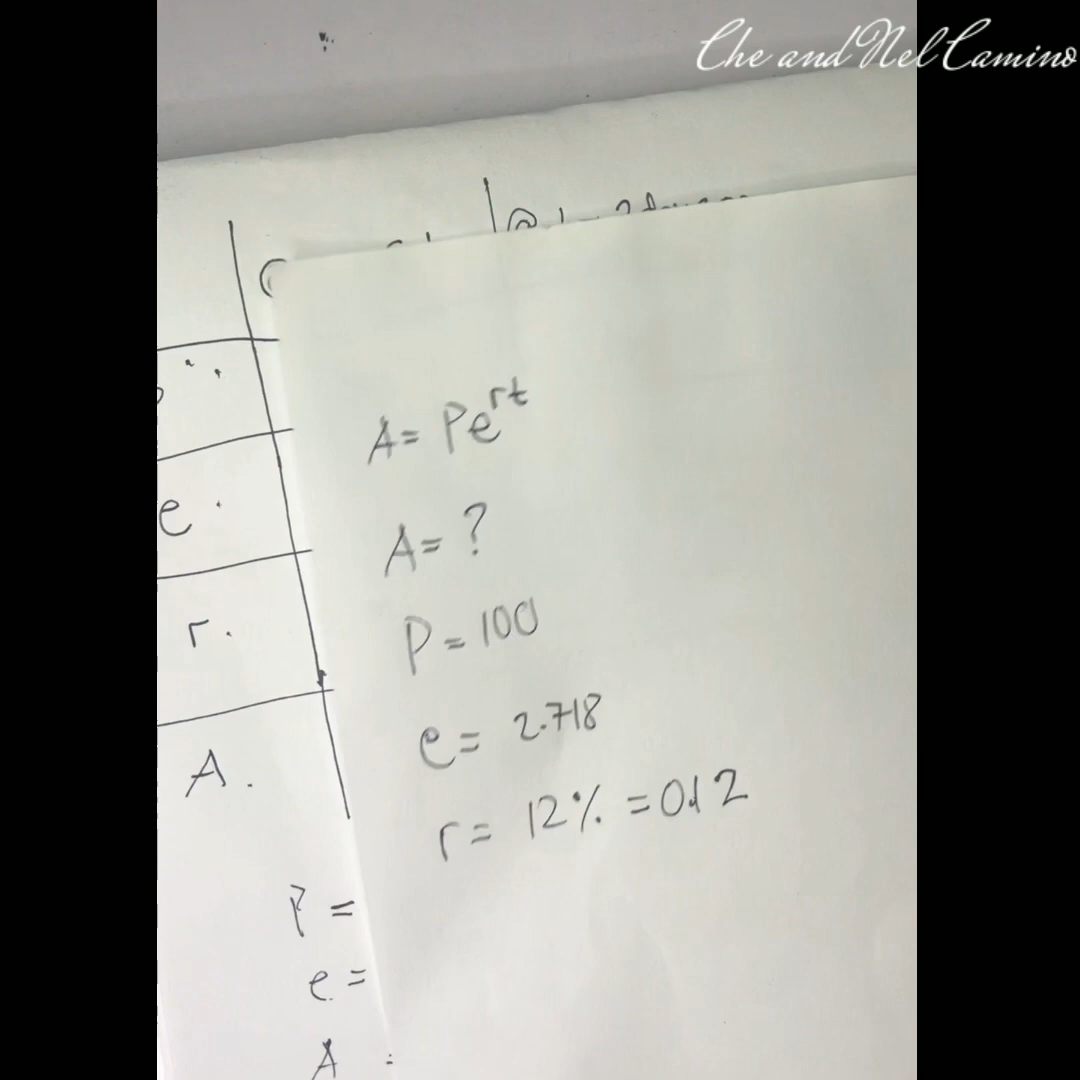 Che and Nel Camino
A = Pe^rt
A = ?
P = 100
e = 2.718
r = 12% = 0.12
e.
r.
A.
P =
e =
A =